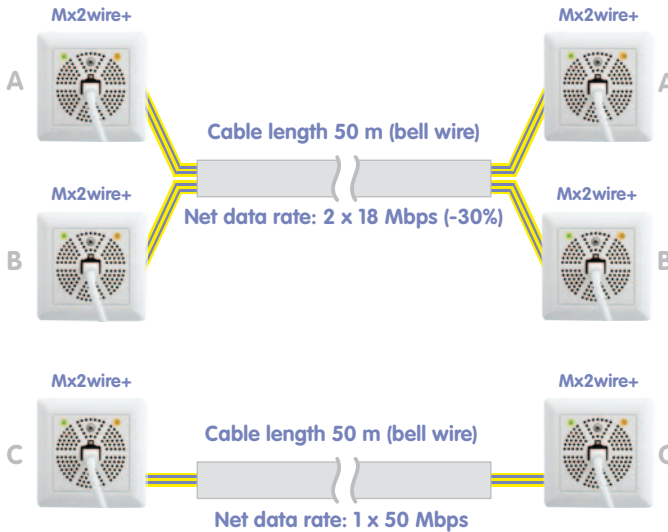 Mx2wire+ Mx2wire+
A A
Cable length 50 m (bell wire)
Mx2wire+ Mx2wire+
Net data rate: 2 x 18 Mbps (-30%)
B B
Mx2wire+ Mx2wire+
Cable length 50 m (bell wire)
C C
Net data rate: 1 x 50 Mbps